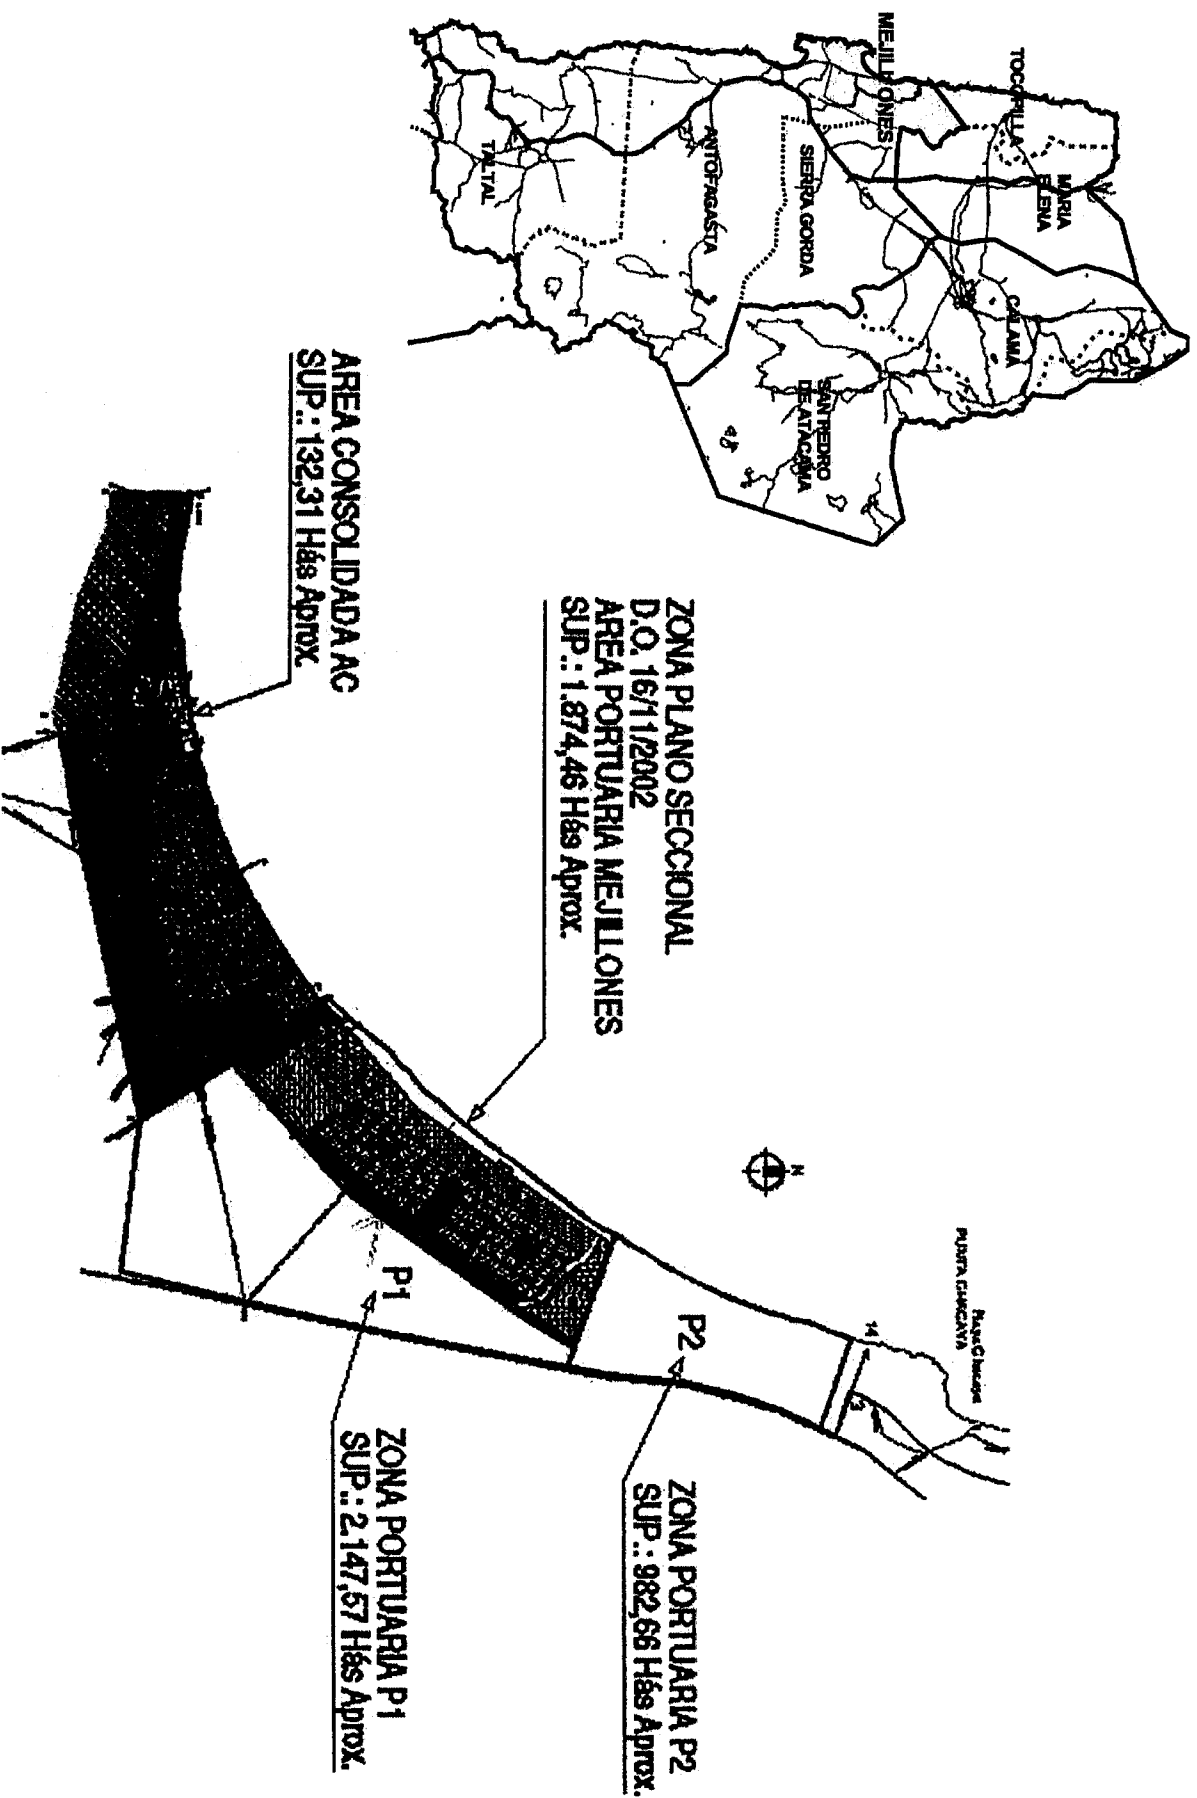 TOCOPILLA
MARIA
ELENA
MEJILLONES
CALAMA
SIERRA GORDA
SAN PEDRO
DE ATACAMA
ANTOFAGASTA
TALTAL
PUNTA CHACAYA
14
N
P2
P1
ZONA PLANO SECCIONAL
D.O. 16/11/2002
AREA PORTUARIA MEJILLONES
SUP.: 1.874,46 Hás Aprox.
AREA CONSOLIDADA AC
SUP.: 132,31 Hás Aprox.
ZONA PORTUARIA P2
SUP.: 982,66 Hás Aprox.
ZONA PORTUARIA P1
SUP.: 2.147,57 Hás Aprox.